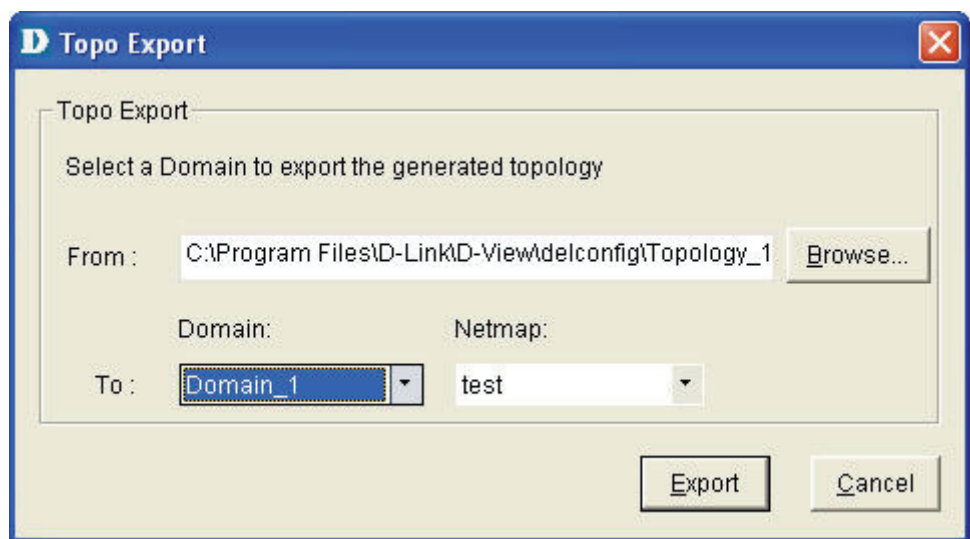 D Topo Export
Topo Export
Select a Domain to export the generated topology
From : C:\Program Files\D-Link\D-View\delconfig\Topology_1 Browse...
Domain: Netmap:
To : Domain_1 test
Export Cancel